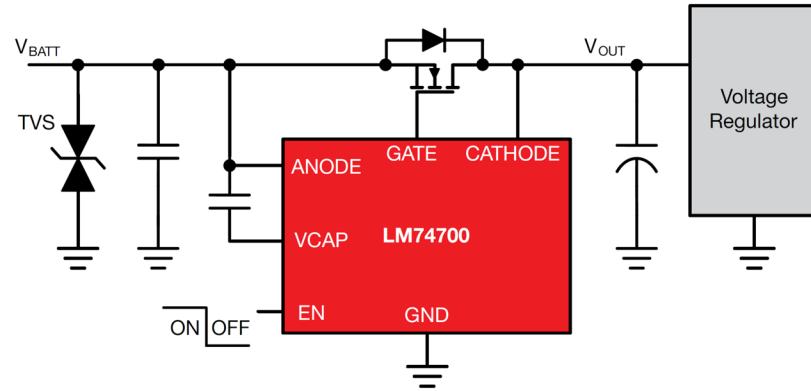 VBATT
VOUT
TVS
Voltage
Regulator
GATE CATHODE
ANODE
LM74700
VCAP
EN
GND
ON OFF